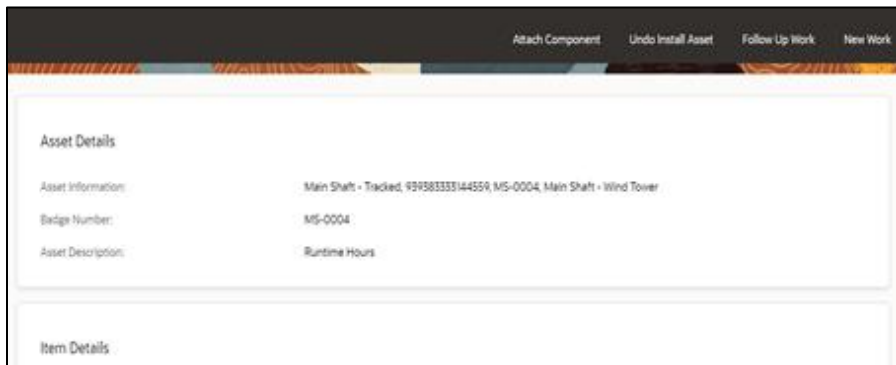 Attach Component Undo Install Asset Follow Up Work New Work
Asset Details
Asset Information: Main Shaft - Tracked, 939383333144559, MS-0004, Main Shaft - Wind Tower
Badge Number: MS-0004
Asset Description: Runtime Hours
Item Details